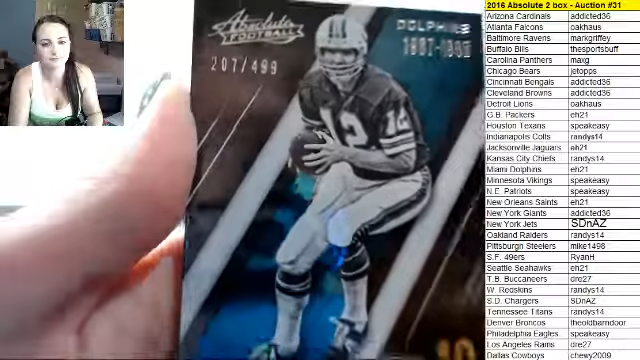 Absolute
FOOTBALL
DOLPHINS
207/499
12
12
2016 Absolute 2 box - Auction #31
Arizona Cardinals addicted36
Atlanta Falcons oakhaus
Baltimore Ravens markgriffey
Buffalo Bills thesportsbuff
Carolina Panthers maxg
Chicago Bears jetopps
Cincinnati Bengals addicted36
Cleveland Browns addicted36
Detroit Lions oakhaus
G.B. Packers eh21
Houston Texans speakeasy
Indianapolis Colts randys14
Jacksonville Jaguars eh21
Kansas City Chiefs randys14
Miami Dolphins eh21
Minnesota Vikings speakeasy
N.E. Patriots speakeasy
New Orleans Saints eh21
New York Giants addicted36
New York Jets SDnAZ
Oakland Raiders randys14
Pittsburgh Steelers mike1498
S.F. 49ers RyanH
Seattle Seahawks eh21
T.B. Buccaneers dre27
W. Redskins randys14
S.D. Chargers SDnAZ
Tennessee Titans randys14
Denver Broncos theoldbarndoor
Philadelphia Eagles speakeasy
Los Angeles Rams dre27
Dallas Cowboys chewy2009